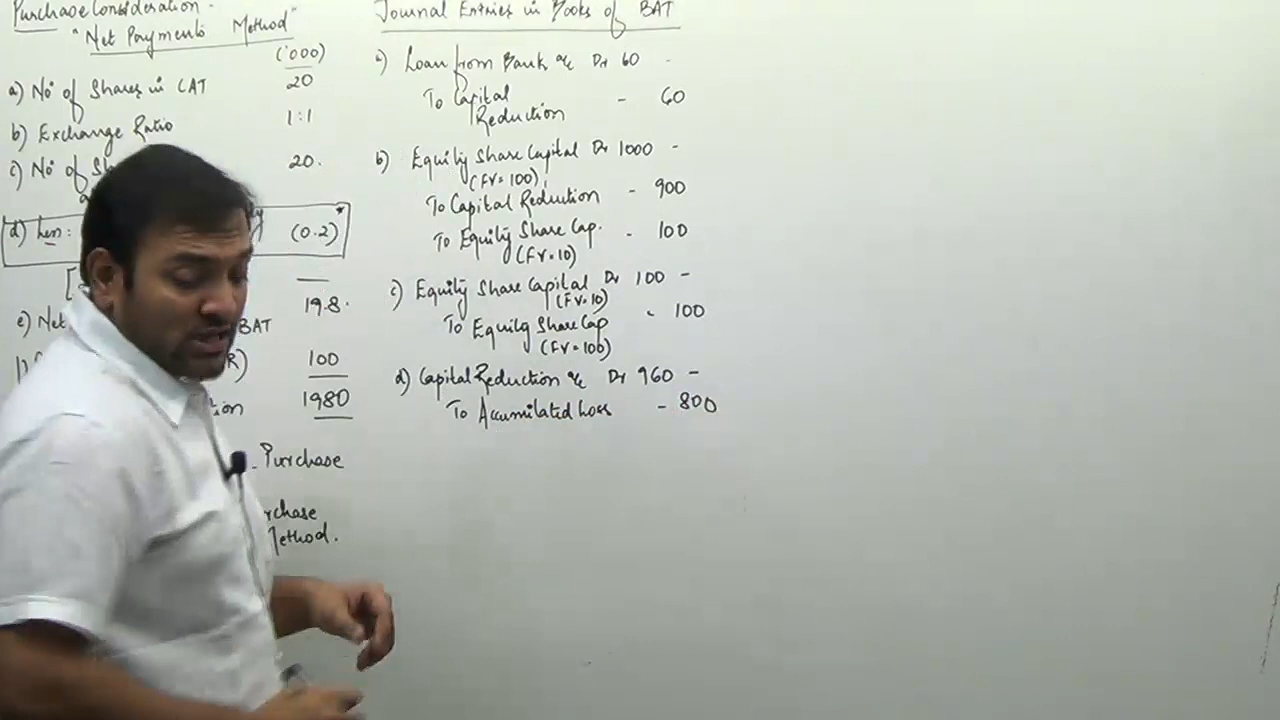 Purchase Consideration -
"Net Payments Method"
('000)
a) No of Shares in CAT 20
b) Exchange Ratio 1:1
c) No of Sh 20.
d) Less: (0.2)*
19.8.
e) Net BAT
R) 100
tion 1980
Purchase
rchase
Method.
Journal Entries in Books of BAT
a) Loan from Bank a/c Dr 60 -
To Capital Reduction - 60
b) Equity Share Capital Dr 1000 -
(FV=100)
To Capital Reduction - 900
To Equity Share Cap. - 100
(FV=10)
c) Equity Share Capital Dr 100 -
(FV=10)
To Equity Share Cap - 100
(FV=100)
d) Capital Reduction a/c Dr 960 -
To Accumilated Loss - 800